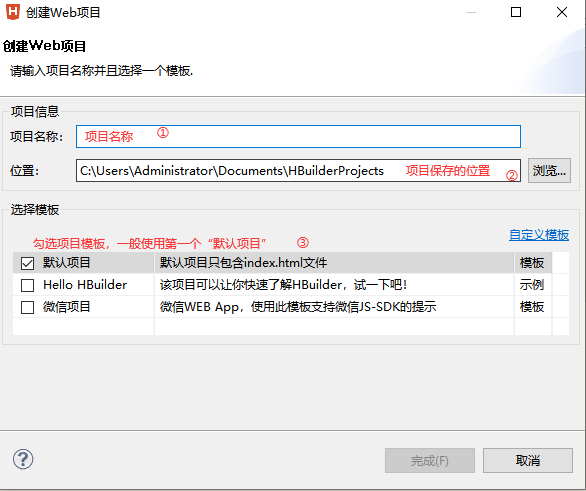 创建Web项目
创建Web项目
请输入项目名称并且选择一个模板.
项目信息
项目名称： 项目名称 ①
位置： C:\Users\Administrator\Documents\HBuilderProjects 项目保存的位置 ② 浏览...
选择模板
自定义模板
勾选项目模板，一般使用第一个“默认项目” ③
默认项目 默认项目只包含index.html文件 模板
Hello HBuilder 该项目可以让你快速了解HBuilder，试一下吧！ 示例
微信项目 微信WEB App，使用此模板支持微信JS-SDK的提示 模板
完成(F) 取消